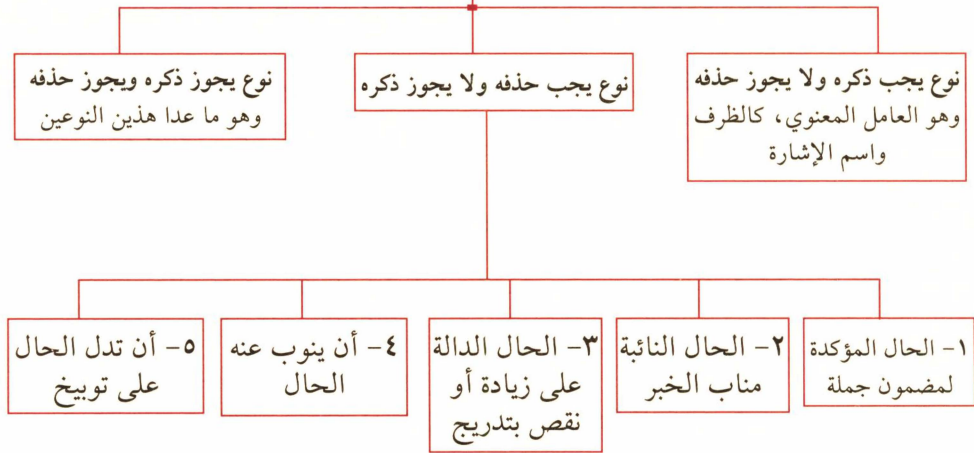 نوع يجب ذكره ولا يجوز حذفه
وهو العامل المعنوي، كالظرف
واسم الإشارة
نوع يجب حذفه ولا يجوز ذكره
نوع يجوز ذكره ويجوز حذفه
وهو ما عدا هذين النوعين
١- الحال المؤكدة
لمضمون جملة
٢- الحال النائبة
مناب الخبر
٣- الحال الدالة
على زيادة أو
نقص بتدريج
٤- أن ينوب عنه
الحال
٥- أن تدل الحال
على توبيخ